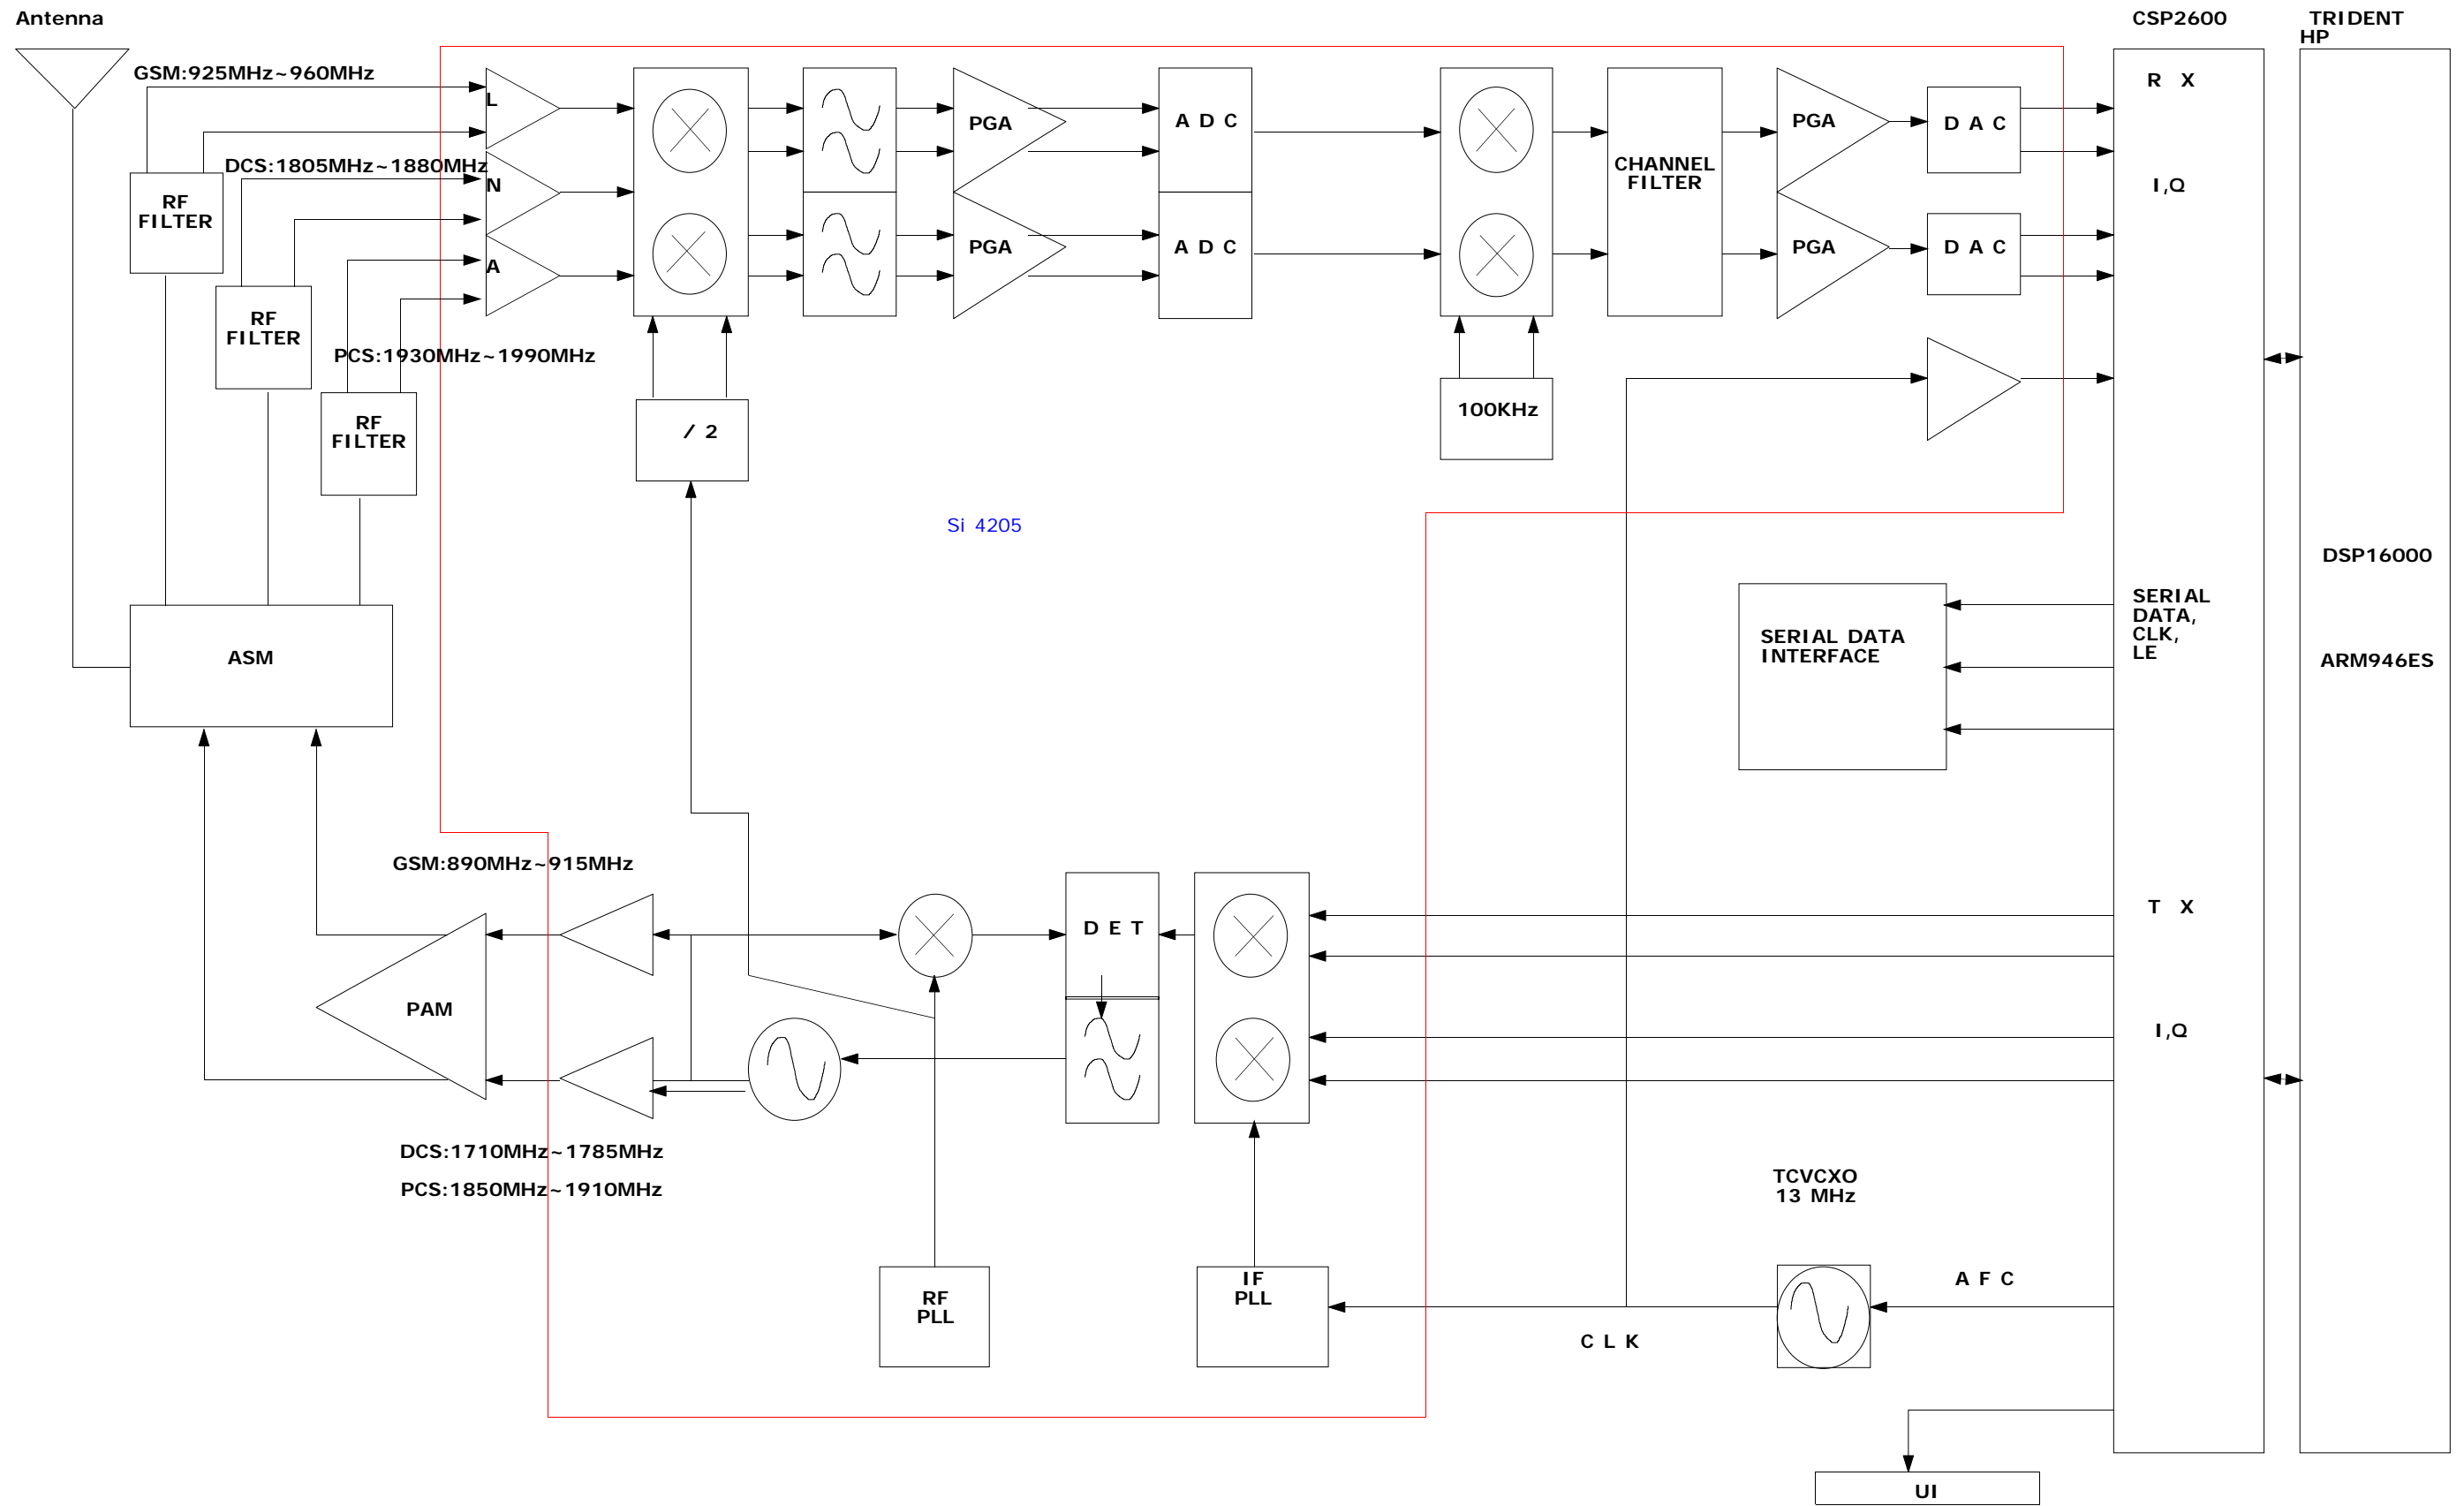 Antenna
CSP2600
TRIDENT
HP
GSM:925MHz~960MHz
R X
L
PGA
A D C
PGA
D A C
DCS:1805MHz~1880MHz
CHANNEL
FILTER
N
I,Q
RF
FILTER
PGA
A D C
PGA
D A C
A
RF
FILTER
PCS:1930MHz~1990MHz
100KHz
RF
FILTER
/ 2
Si 4205
DSP16000
SERIAL
DATA,
CLK,
LE
SERIAL DATA
INTERFACE
ASM
ARM946ES
GSM:890MHz~915MHz
T X
D E T
PAM
I,Q
DCS:1710MHz~1785MHz
PCS:1850MHz~1910MHz
TCVCXO
13 MHz
A F C
RF
PLL
IF
PLL
C L K
UI